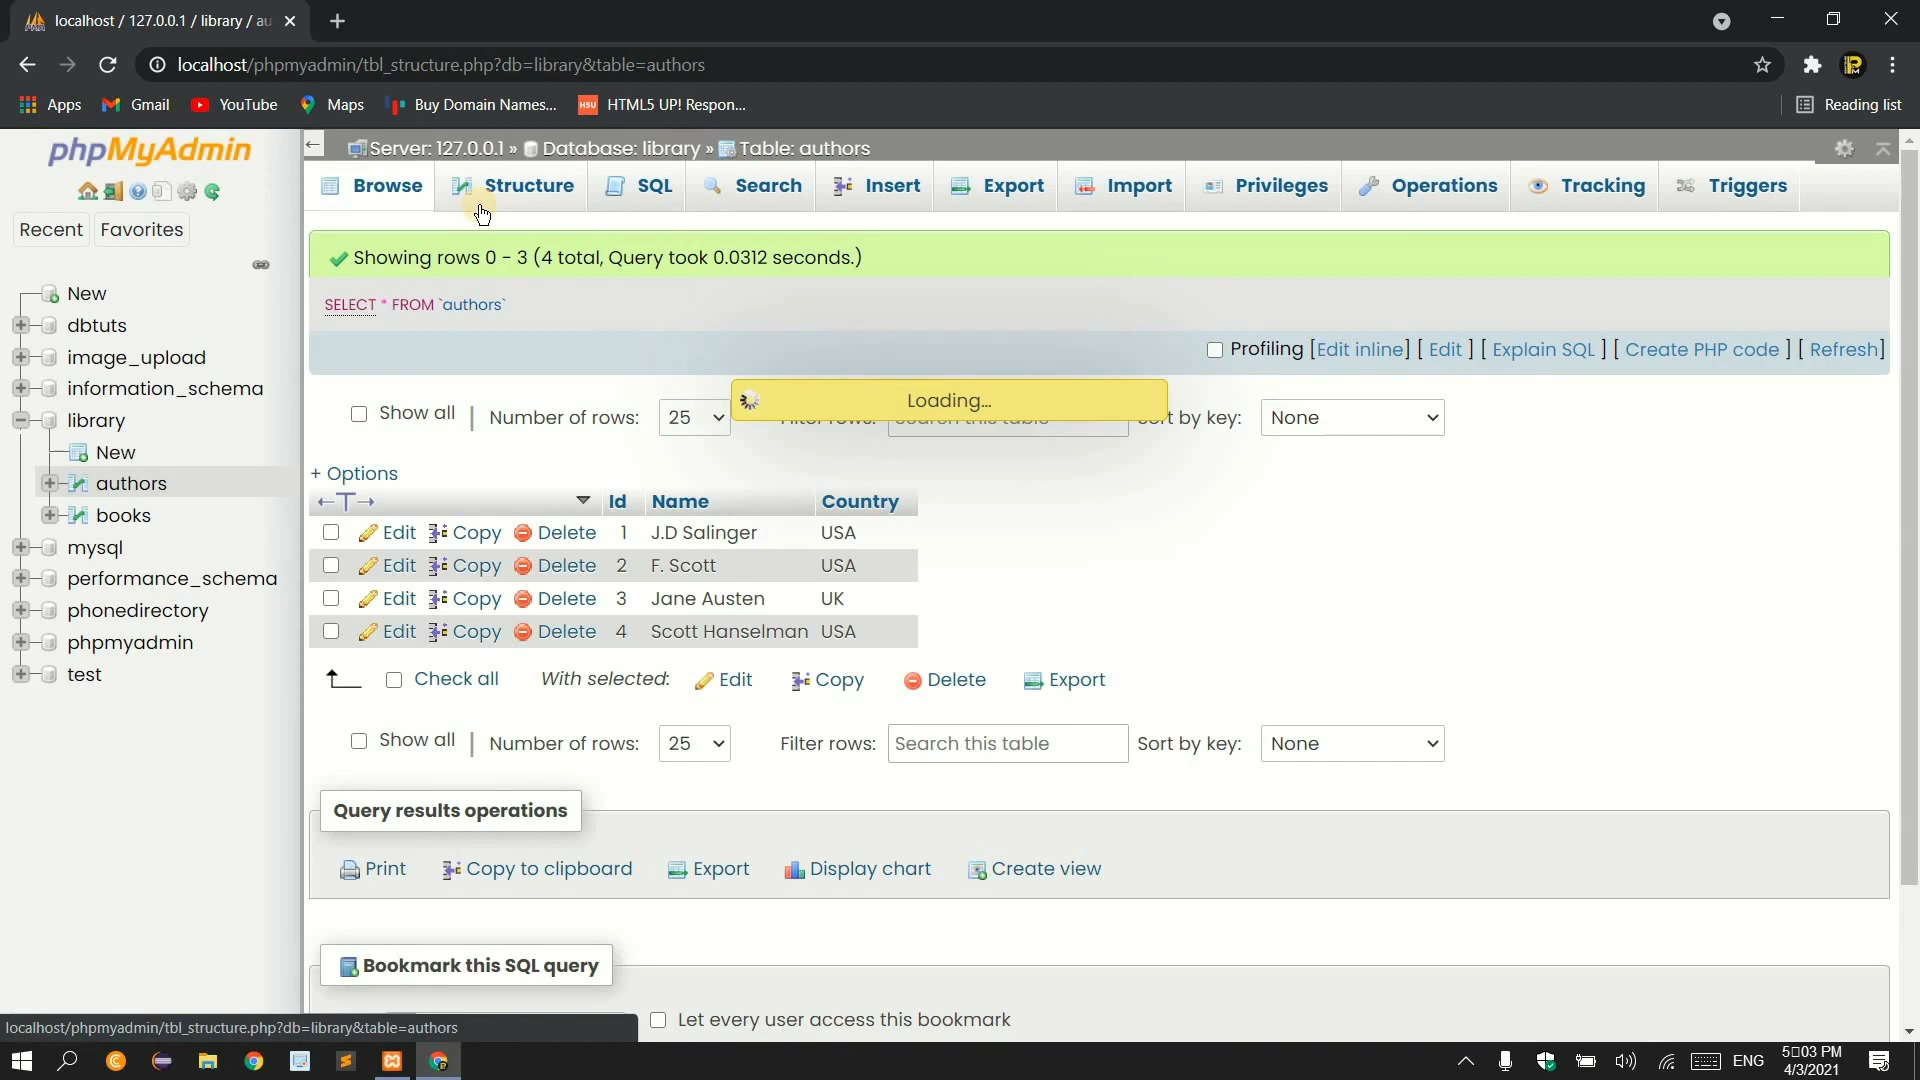 localhost / 127.0.0.1 / library / au
localhost/phpmyadmin/tbl_structure.php?db=library&table=authors
Apps Gmail YouTube Maps Buy Domain Names... HTML5 UP! Respon... Reading list
phpMyAdmin
Server: 127.0.0.1 » Database: library » Table: authors
Browse Structure SQL Search Insert Export Import Privileges Operations Tracking Triggers
Recent Favorites
New
dbtuts
image_upload
information_schema
library
New
authors
books
mysql
performance_schema
phonedirectory
phpmyadmin
test
Showing rows 0 - 3 (4 total, Query took 0.0312 seconds.)
SELECT * FROM `authors`
Profiling [Edit inline] [ Edit ] [ Explain SQL ] [ Create PHP code ] [ Refresh]
Loading...
Show all | Number of rows: 25 by key: None
+ Options
←T→ Id Name Country
Edit Copy Delete 1 J.D Salinger USA
Edit Copy Delete 2 F. Scott USA
Edit Copy Delete 3 Jane Austen UK
Edit Copy Delete 4 Scott Hanselman USA
Check all With selected: Edit Copy Delete Export
Show all | Number of rows: 25 Filter rows: Search this table Sort by key: None
Query results operations
Print Copy to clipboard Export Display chart Create view
Bookmark this SQL query
Let every user access this bookmark
localhost/phpmyadmin/tbl_structure.php?db=library&table=authors
ENG
5▯03 PM
4/3/2021